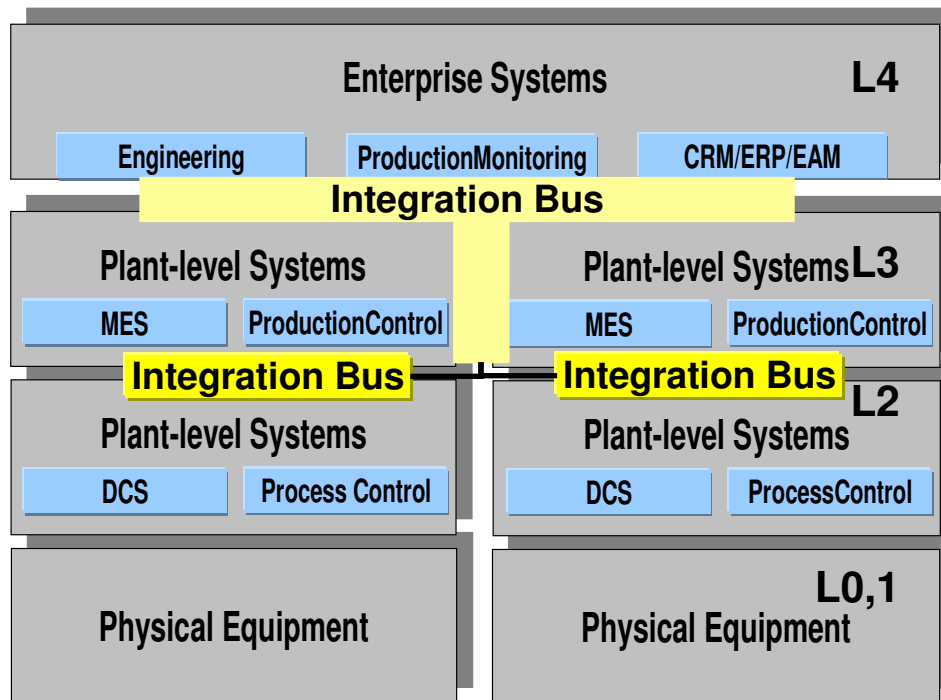 Enterprise Systems L4
Engineering ProductionMonitoring CRM/ERP/EAM
Integration Bus
Plant-level Systems Plant-level Systems L3
MES ProductionControl MES ProductionControl
Integration Bus Integration Bus
L2
Plant-level Systems Plant-level Systems
DCS Process Control DCS ProcessControl
L0,1
Physical Equipment Physical Equipment